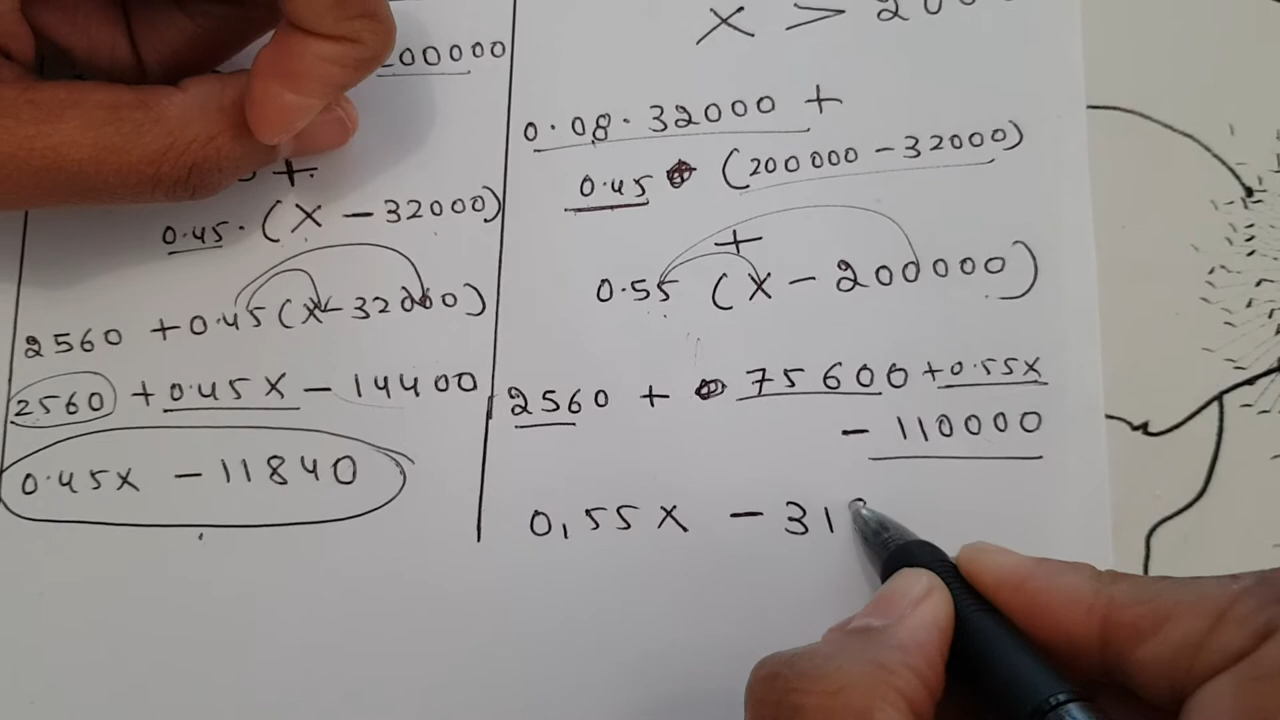 00000
+
0.45 . (X - 32000)
2560 + 0.45 (X - 32000)
2560 + 0.45X - 14400
0.45X - 11840
X > 20
0.08 . 32000 +
0.45 (200000 - 32000)
+
0.55 (X - 200000)
2560 + 75600 + 0.55X
- 110000
0,55X - 31